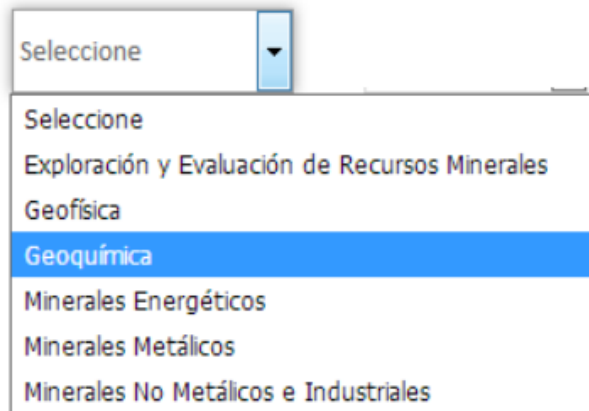 Seleccione
Seleccione
Exploración y Evaluación de Recursos Minerales
Geofísica
Geoquímica
Minerales Energéticos
Minerales Metálicos
Minerales No Metálicos e Industriales